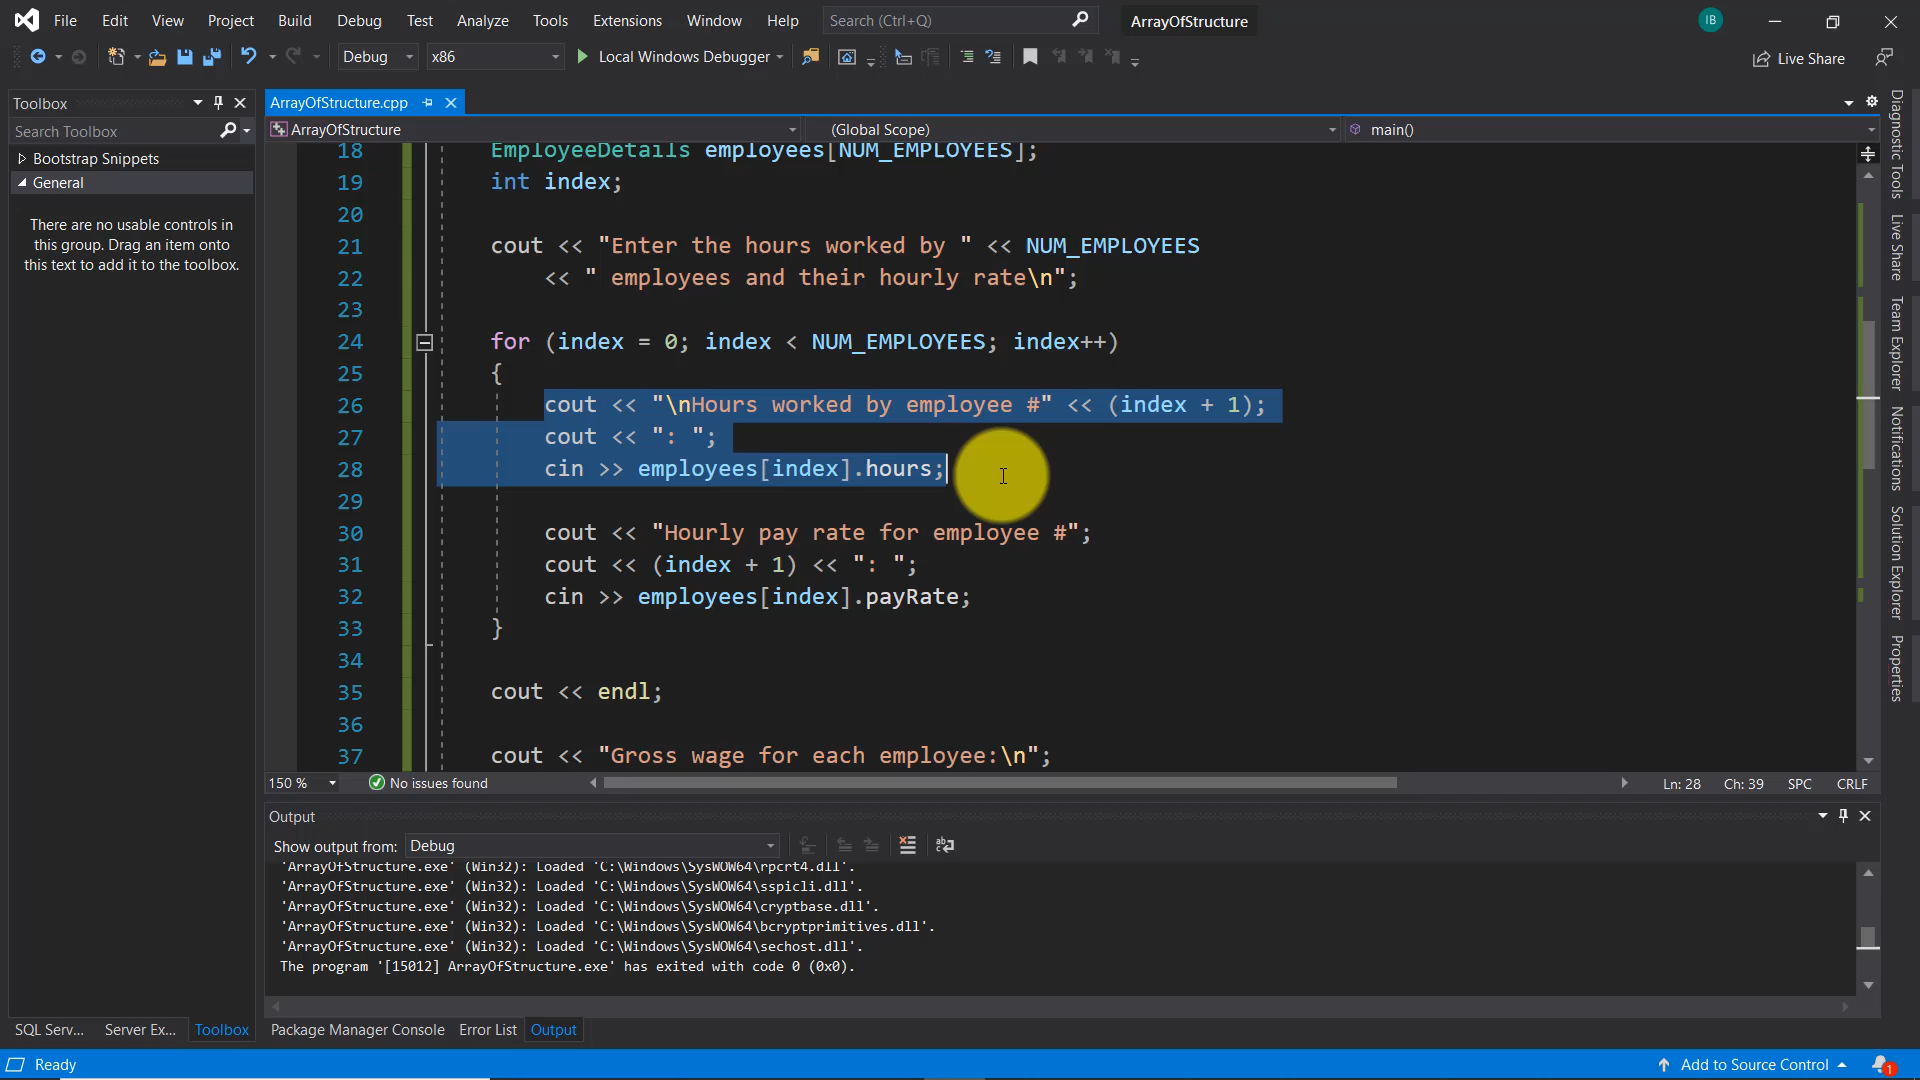 File Edit View Project Build Debug Test Analyze Tools Extensions Window Help Search (Ctrl+Q) ArrayOfStructure IB
Debug x86 Local Windows Debugger Live Share
Toolbox
Search Toolbox
Bootstrap Snippets
General
There are no usable controls in
this group. Drag an item onto
this text to add it to the toolbox.
SQL Serv... Server Ex... Toolbox
ArrayOfStructure.cpp
ArrayOfStructure (Global Scope) main()
18 EmployeeDetails employees[NUM_EMPLOYEES];
19 int index;
20
21 cout << "Enter the hours worked by " << NUM_EMPLOYEES
22 << " employees and their hourly rate\n";
23
24 for (index = 0; index < NUM_EMPLOYEES; index++)
25 {
26 cout << "\nHours worked by employee #" << (index + 1);
27 cout << ": ";
28 cin >> employees[index].hours;
29
30 cout << "Hourly pay rate for employee #";
31 cout << (index + 1) << ": ";
32 cin >> employees[index].payRate;
33 }
34
35 cout << endl;
36
37 cout << "Gross wage for each employee:\n";
150 % No issues found Ln: 28 Ch: 39 SPC CRLF
Output
Show output from: Debug
'ArrayOfStructure.exe' (Win32): Loaded 'C:\Windows\SysWOW64\rpcrt4.dll'.
'ArrayOfStructure.exe' (Win32): Loaded 'C:\Windows\SysWOW64\sspicli.dll'.
'ArrayOfStructure.exe' (Win32): Loaded 'C:\Windows\SysWOW64\cryptbase.dll'.
'ArrayOfStructure.exe' (Win32): Loaded 'C:\Windows\SysWOW64\bcryptprimitives.dll'.
'ArrayOfStructure.exe' (Win32): Loaded 'C:\Windows\SysWOW64\sechost.dll'.
The program '[15012] ArrayOfStructure.exe' has exited with code 0 (0x0).
Package Manager Console Error List Output
Diagnostic Tools
Live Share
Team Explorer
Notifications
Solution Explorer
Properties
Ready Add to Source Control 1